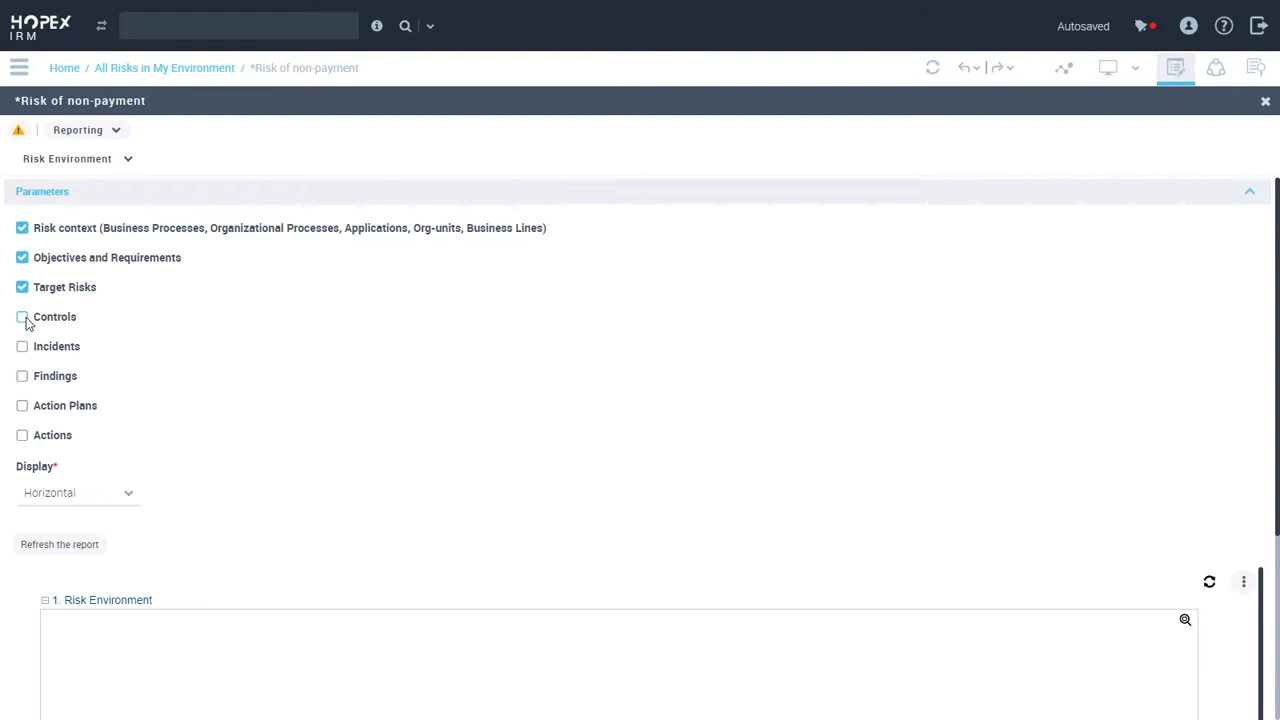 HOPEX
IRM
Autosaved
Home / All Risks in My Environment / *Risk of non-payment
*Risk of non-payment
Reporting
Risk Environment
Parameters
Risk context (Business Processes, Organizational Processes, Applications, Org-units, Business Lines)
Objectives and Requirements
Target Risks
Controls
Incidents
Findings
Action Plans
Actions
Display*
Horizontal
Refresh the report
1. Risk Environment